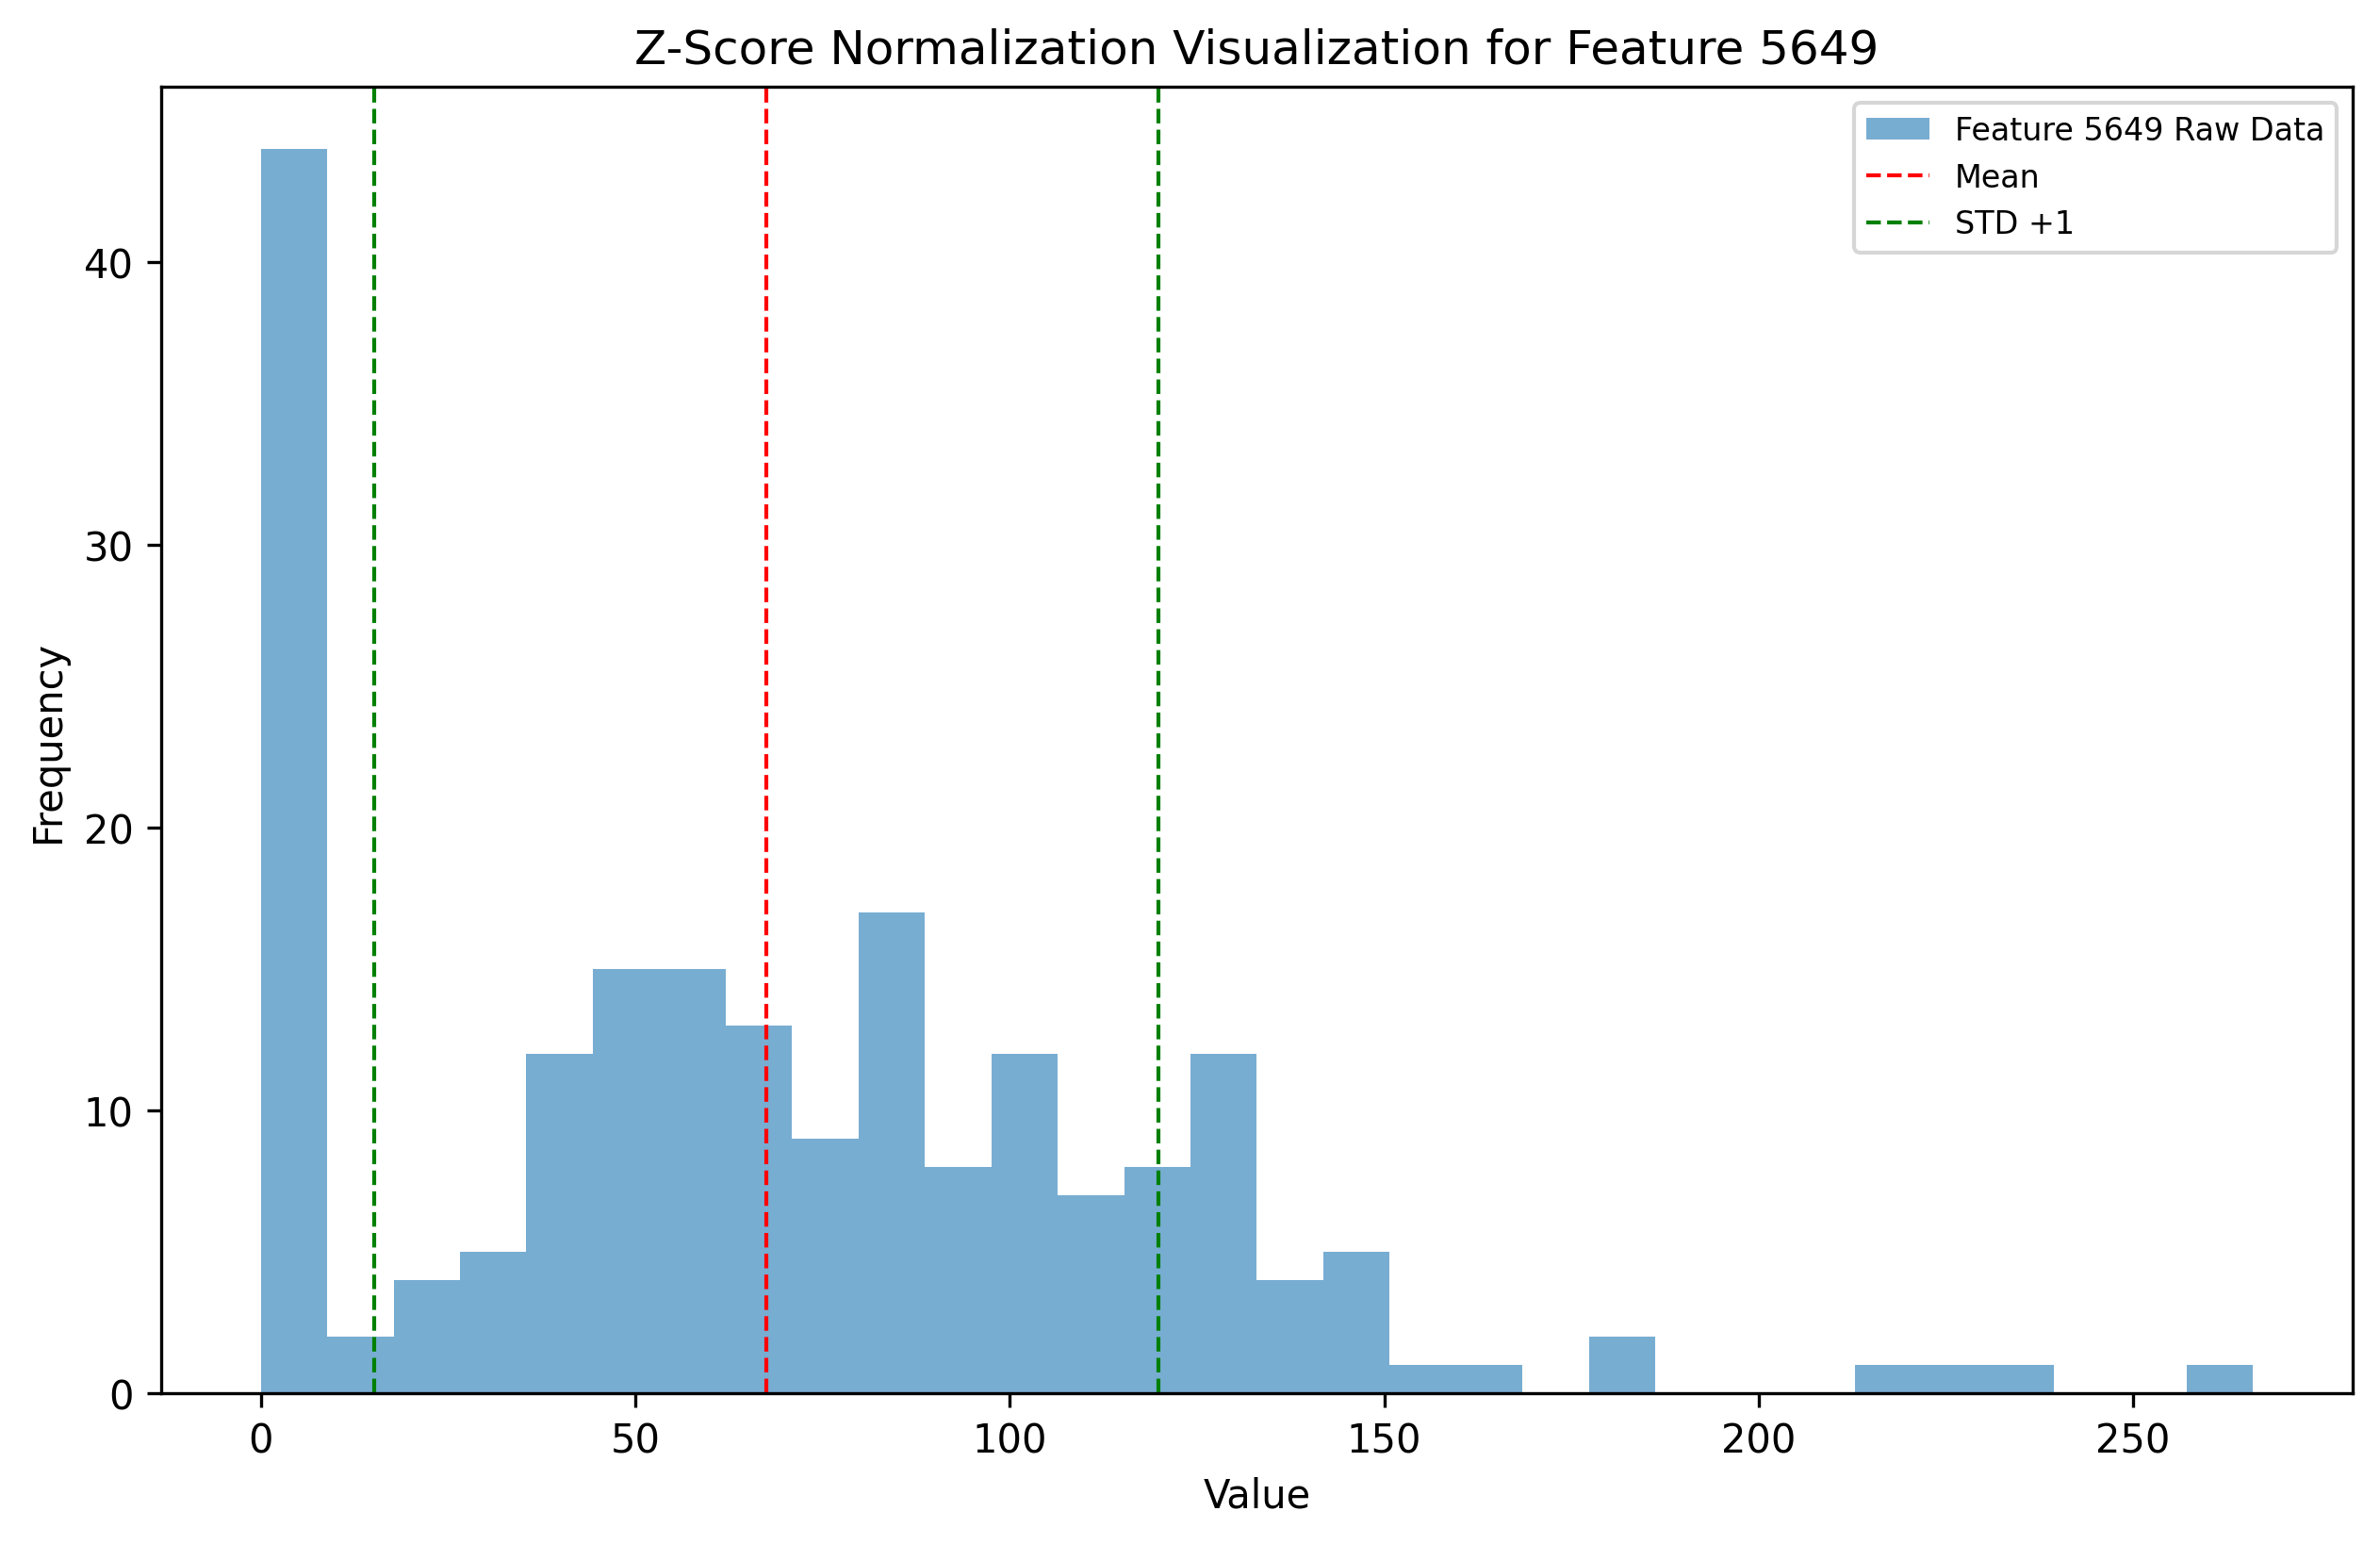 Z-Score Normalization Visualization for Feature 5649
Feature 5649 Raw Data
Mean
STD +1
40
30
20
10
0
Frequency
0 50 100 150 200 250
Value